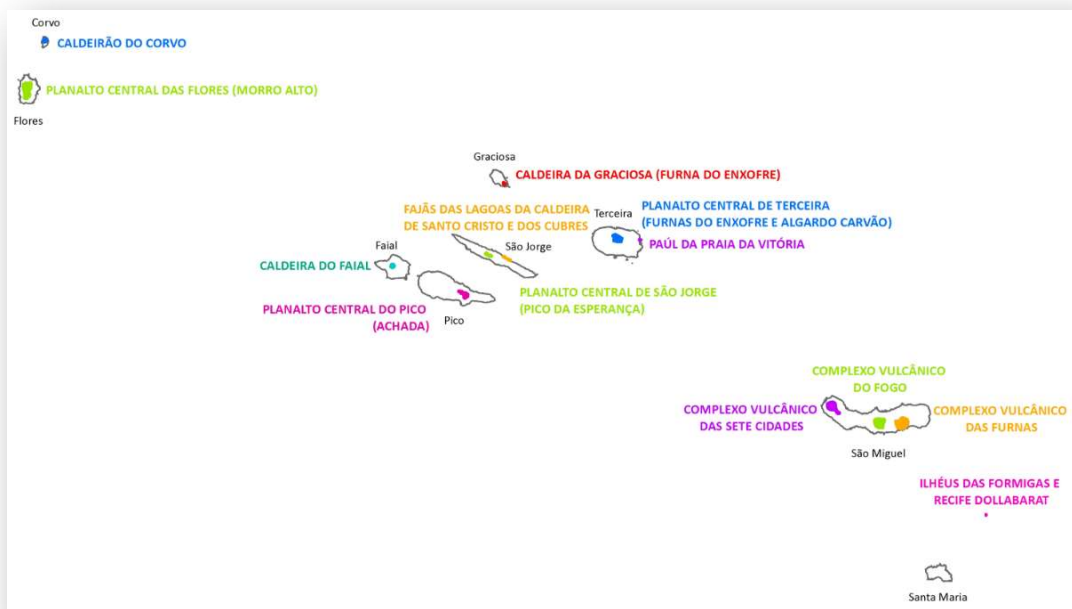 Corvo
CALDEIRÃO DO CORVO
PLANALTO CENTRAL DAS FLORES (MORRO ALTO)
Flores
Graciosa
CALDEIRA DA GRACIOSA (FURNA DO ENXOFRE)
FAJÃS DAS LAGOAS DA CALDEIRA
DE SANTO CRISTO E DOS CUBRES
Terceira
PLANALTO CENTRAL DE TERCEIRA
(FURNAS DO ENXOFRE E ALGARDO CARVÃO)
PAÚL DA PRAIA DA VITÓRIA
Faial
São Jorge
CALDEIRA DO FAIAL
PLANALTO CENTRAL DE SÃO JORGE
(PICO DA ESPERANÇA)
PLANALTO CENTRAL DO PICO
(ACHADA)
Pico
COMPLEXO VULCÂNICO
DO FOGO
COMPLEXO VULCÂNICO
DAS SETE CIDADES
COMPLEXO VULCÂNICO
DAS FURNAS
São Miguel
ILHÉUS DAS FORMIGAS E
RECIFE DOLLABARAT
Santa Maria